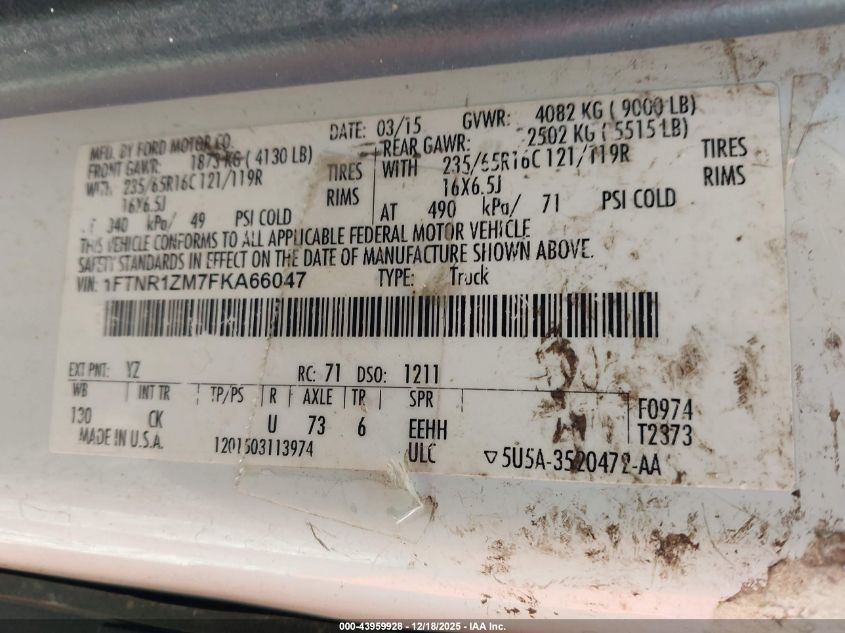 MFD. BY FORD MOTOR CO. DATE: 03/15 GVWR: 4082 KG ( 9000 LB)
FRONT GAWR: 1873 KG ( 4130 LB) REAR GAWR: 2502 KG ( 5515 LB)
WITH 235/65R16C 121/119R TIRES WITH 235/65R16C 121/119R TIRES
16X6.5J RIMS 16X6.5J RIMS
AT 340 kPa/ 49 PSI COLD AT 490 kPa/ 71 PSI COLD
THIS VEHICLE CONFORMS TO ALL APPLICABLE FEDERAL MOTOR VEHICLE
SAFETY STANDARDS IN EFFECT ON THE DATE OF MANUFACTURE SHOWN ABOVE.
VIN: 1FTNR1ZM7FKA66047 TYPE: Truck
EXT PNT: YZ RC: 71 DSO: 1211
WB INT TR TP/PS R AXLE TR SPR
130 CK U 73 6 EEHH F0974
MADE IN U.S.A. 1201503113974 ULC T2373
▽5U5A-3520472-AA
000-43959928 - 12/18/2025 - IAA Inc.